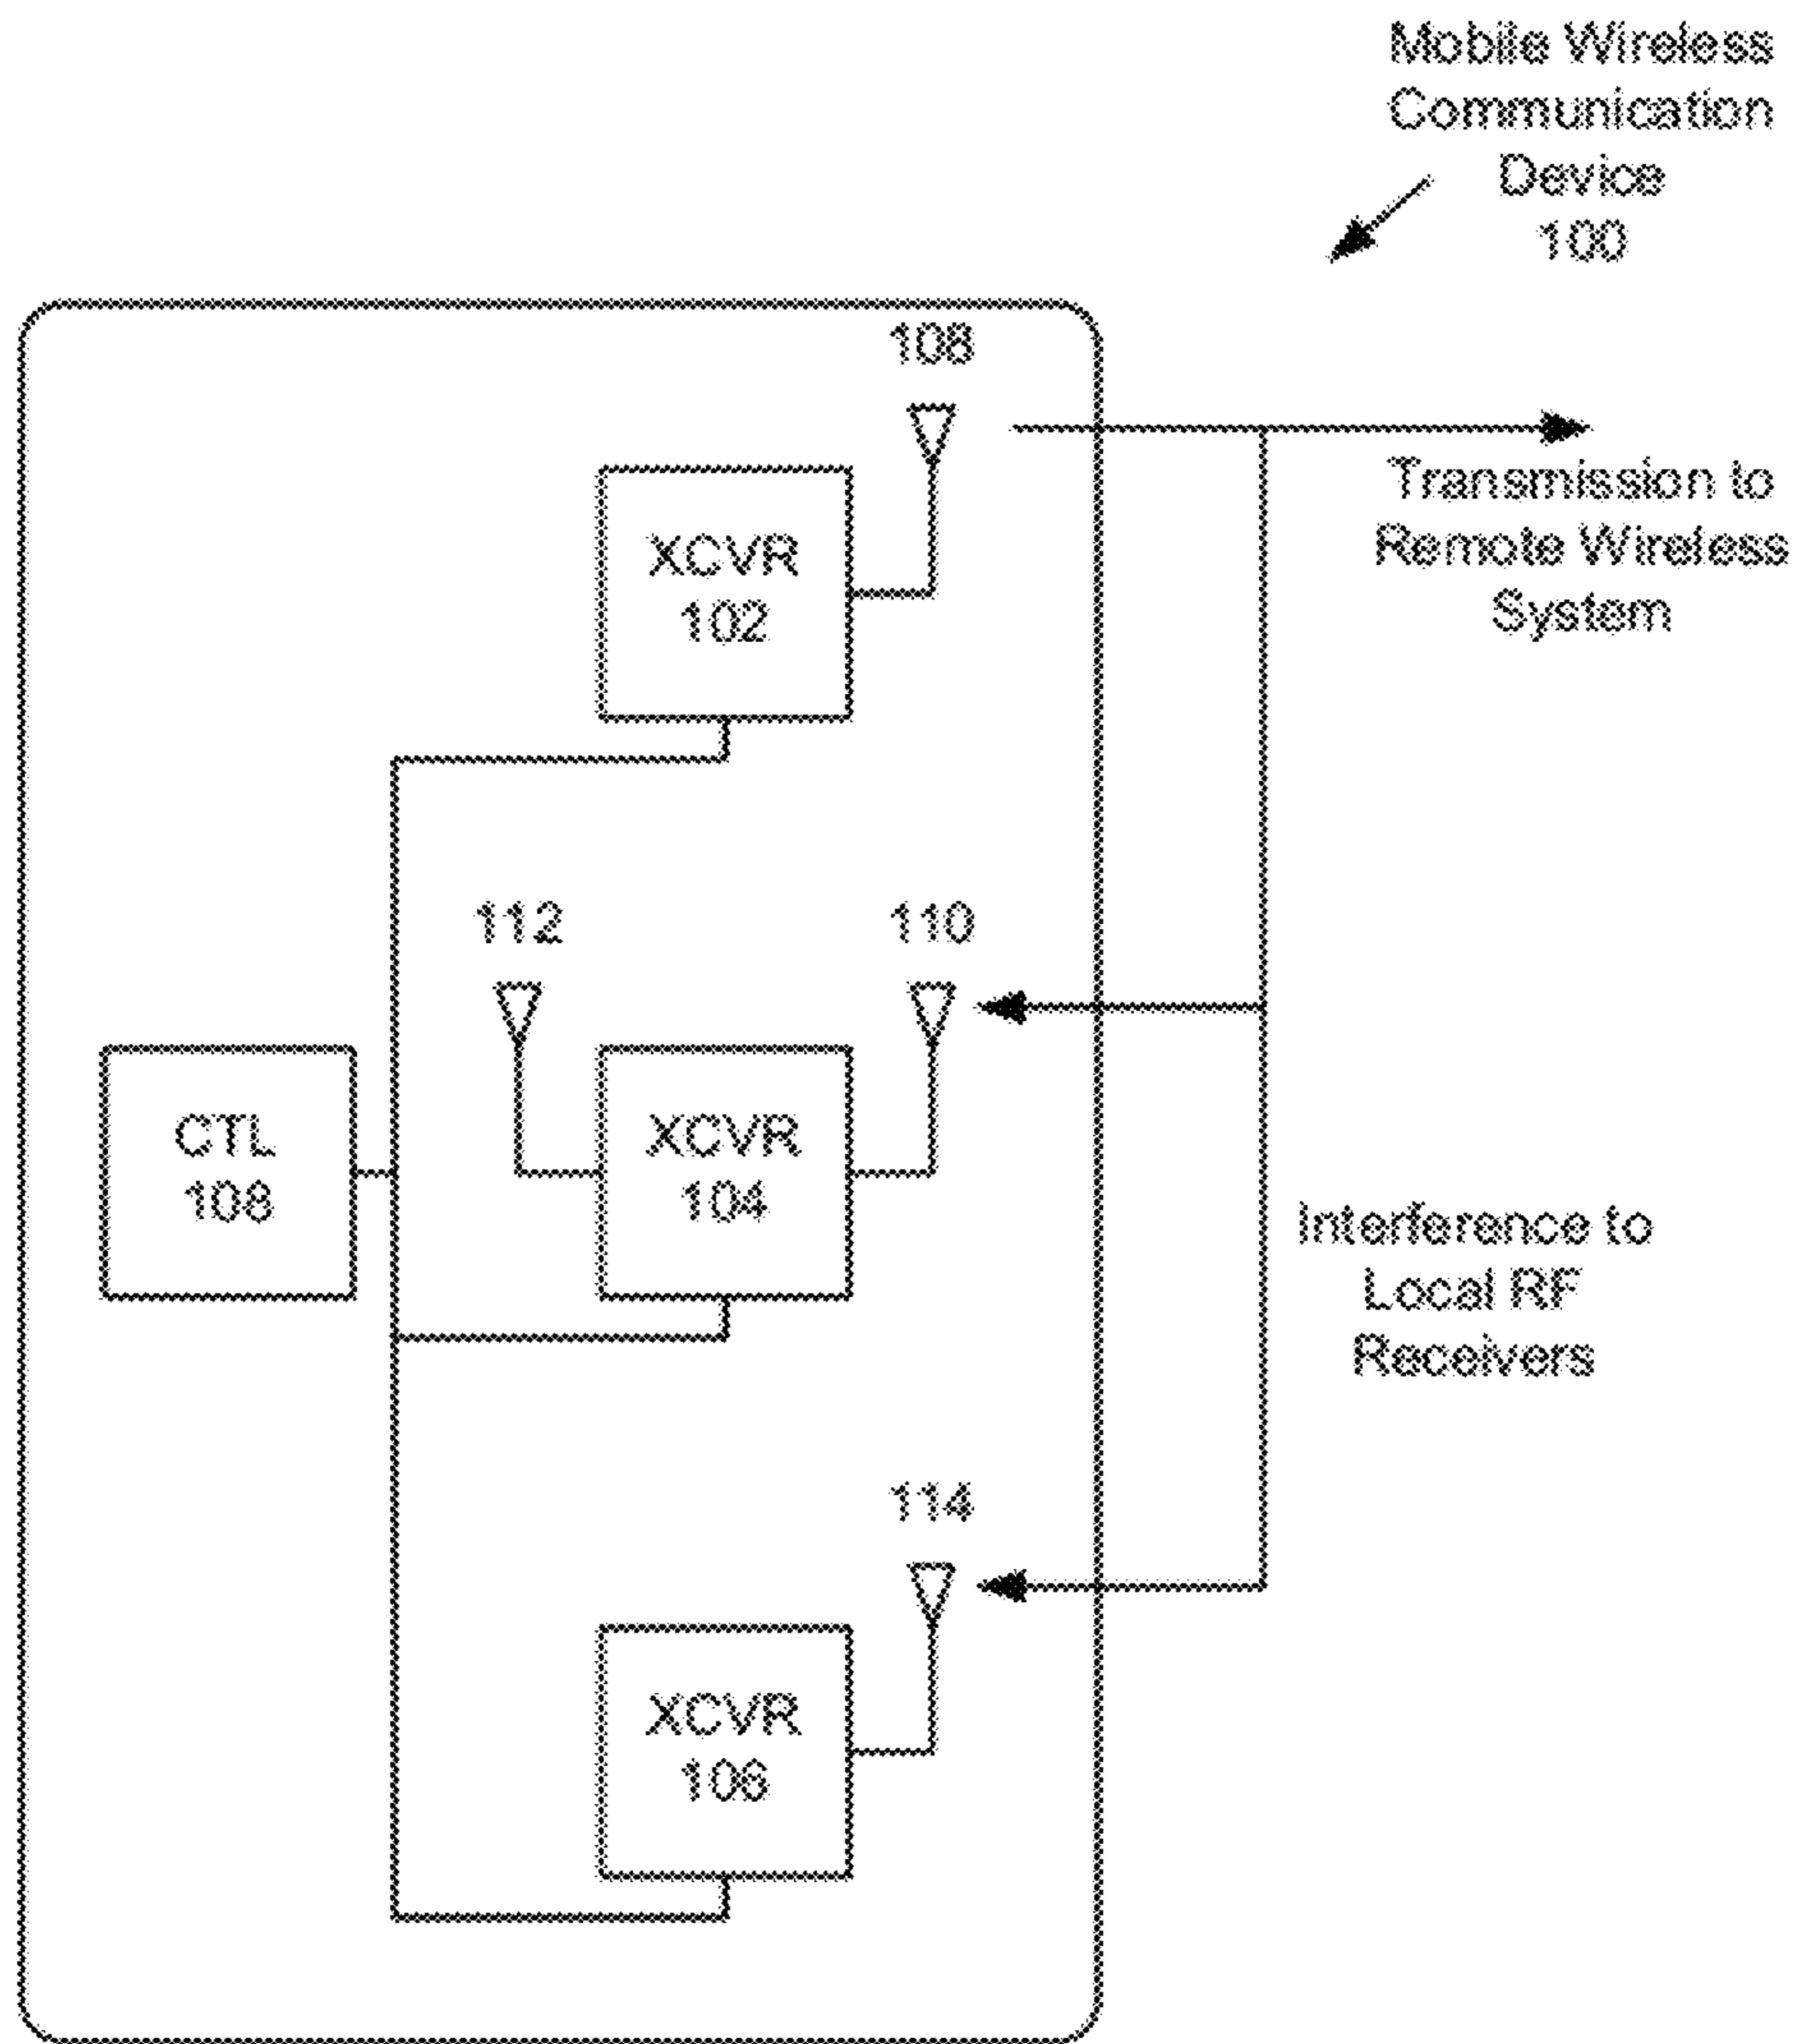 Mobile Wireless
Communication
Device
100
108
Transmission to
Remote Wireless
System
XCVR
102
112
110
CTL
108
XCVR
104
Interference to
Local RF
Receivers
114
XCVR
106